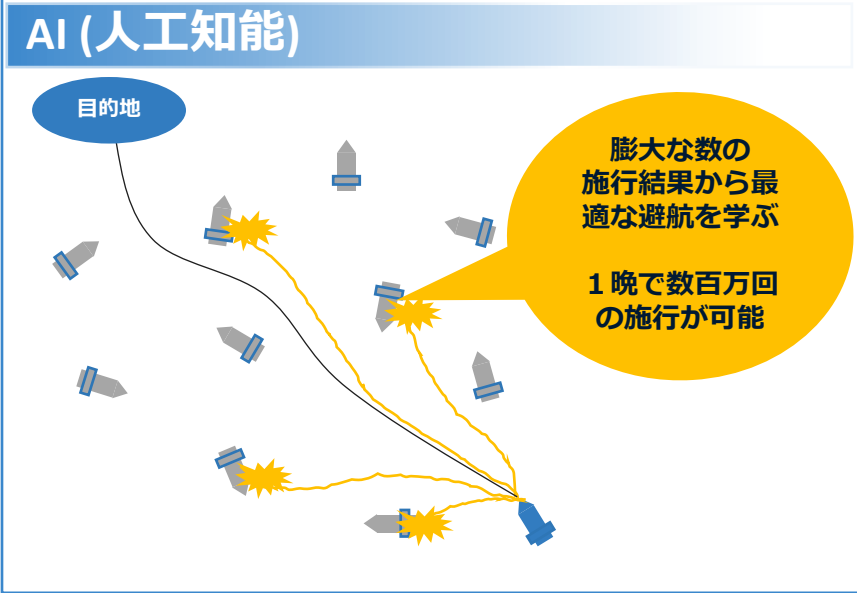 AI (人工知能)
目的地
膨大な数の
施行結果から最
適な避航を学ぶ
１晩で数百万回
の施行が可能